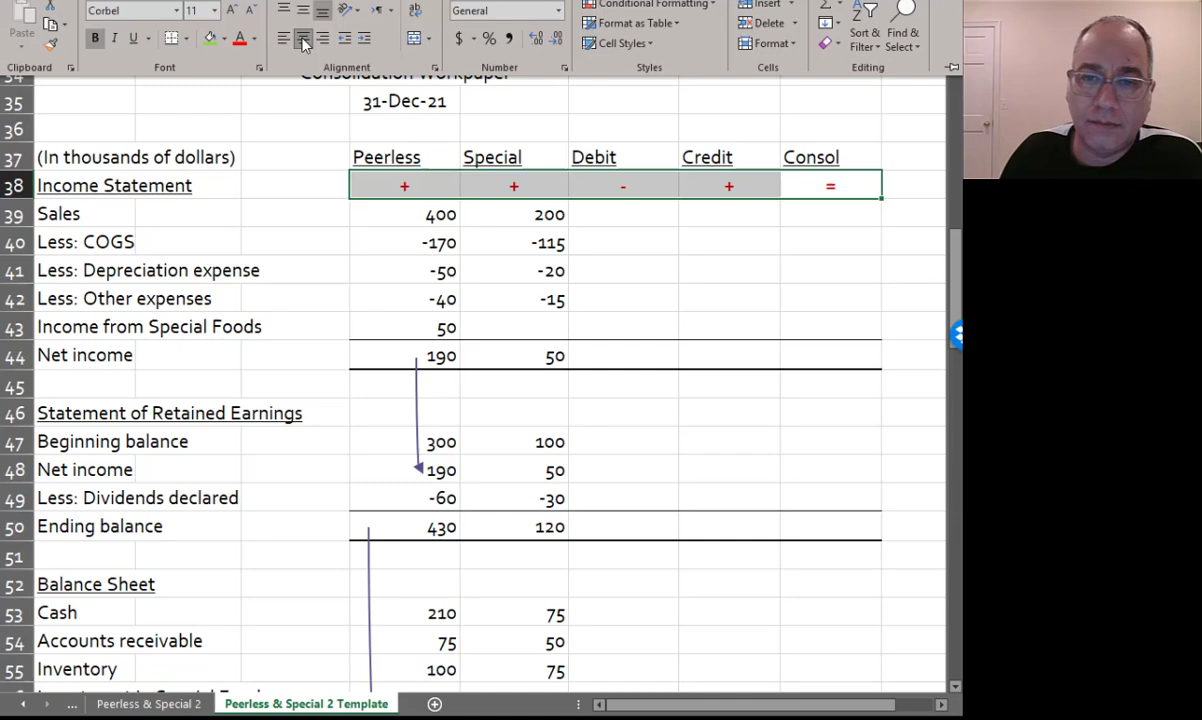 Corbel 11 General Conditional Formatting Insert
Paste B I U A $ % , Format as Table Delete Sort & Find &
Cell Styles Format Filter Select
Clipboard Font Alignment Number Styles Cells Editing
Consolidation Workpaper
35 31-Dec-21
36
37 (In thousands of dollars) Peerless Special Debit Credit Consol
38 Income Statement + + - + =
39 Sales 400 200
40 Less: COGS -170 -115
41 Less: Depreciation expense -50 -20
42 Less: Other expenses -40 -15
43 Income from Special Foods 50
44 Net income 190 50
45
46 Statement of Retained Earnings
47 Beginning balance 300 100
48 Net income 190 50
49 Less: Dividends declared -60 -30
50 Ending balance 430 120
51
52 Balance Sheet
53 Cash 210 75
54 Accounts receivable 75 50
55 Inventory 100 75
... Peerless & Special 2 Peerless & Special 2 Template